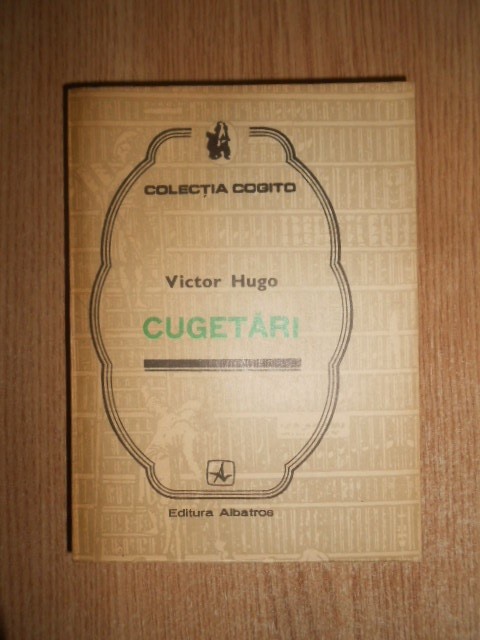 COLECȚIA COGITO
Victor Hugo
CUGETĂRI
Editura Albatros